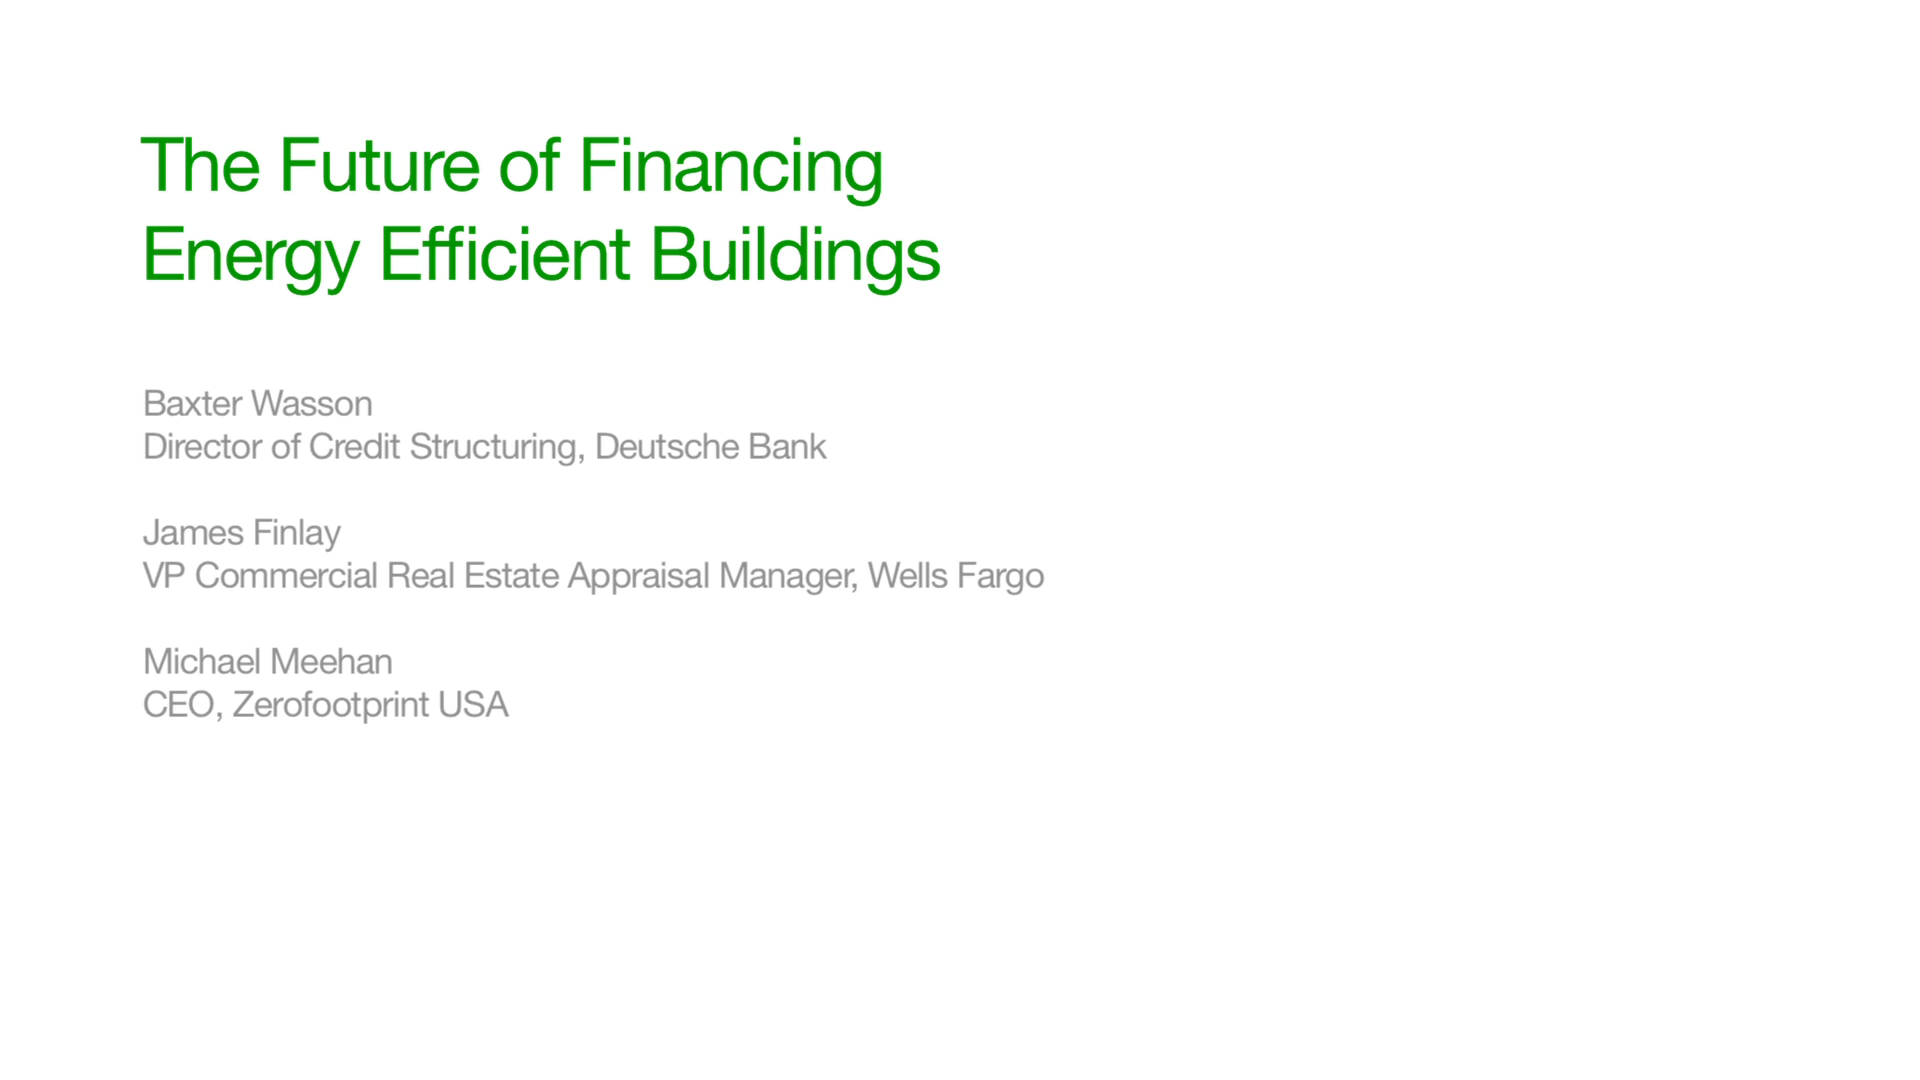 The Future of Financing
Energy Efficient Buildings
Baxter Wasson
Director of Credit Structuring, Deutsche Bank
James Finlay
VP Commercial Real Estate Appraisal Manager, Wells Fargo
Michael Meehan
CEO, Zerofootprint USA